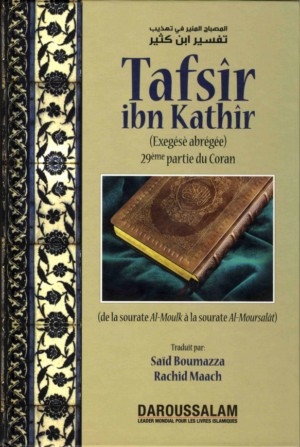 المصباح المنير في تهذيب
تفسير ابن كثير
Tafsîr
ibn Kathîr
(Exegésè abrégée)
29ème partie du Coran
(de la sourate Al-Moulk à la sourate Al-Moursalât)
Traduit par:
Saïd Boumazza
Rachid Maach
DAROUSSALAM
LEADER MONDIAL POUR LES LIVRES ISLAMIQUES